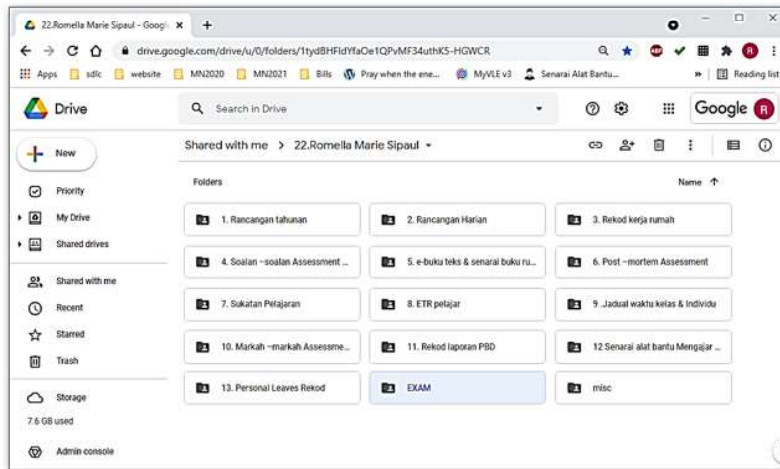 22.Romella Marie Sipaul - Googl
drive.google.com/drive/u/0/folders/1tyd8HFldYfaOe1QPvMF34uthK5-HGWCR
Apps sdlc website MN2020 MN2021 Bills Pray when the ene... MyVLE v3 Senarai Alat Bantu... » Reading list
Drive Search in Drive Google R
New Shared with me > 22.Romella Marie Sipaul
Folders Name
Priority
My Drive
Shared drives
Shared with me
Recent
Starred
Trash
Storage
7.6 GB used
Admin console
1. Rancangan tahunan
2. Rancangan Harian
3. Rekod kerja rumah
4. Soalan –soalan Assessment ...
5. e-buku teks & senarai buku ru...
6. Post –mortem Assessment
7. Sukatan Pelajaran
8. ETR pelajar
9 .Jadual waktu kelas & Individu
10. Markah –markah Assessme...
11. Rekod laporan PBD
12 Senarai alat bantu Mengajar ...
13. Personal Leaves Rekod
EXAM
misc